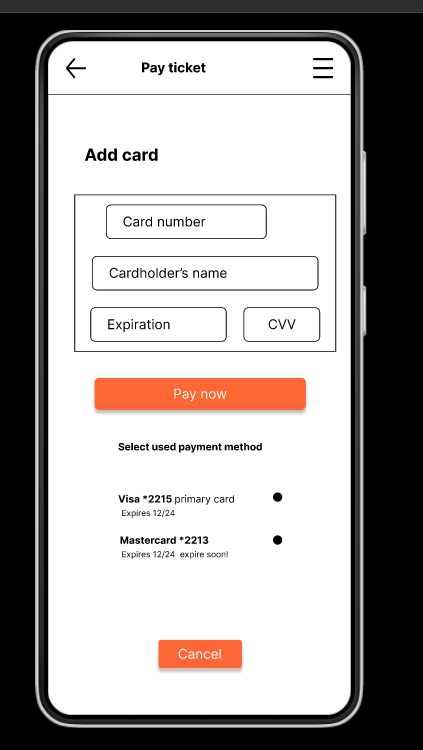 Pay ticket
Add card
Card number
Cardholder's name
Expiration CVV
Pay now
Select used payment method
Visa *2215 primary card
Expires 12/24
Mastercard *2213
Expires 12/24 expire soon!
Cancel